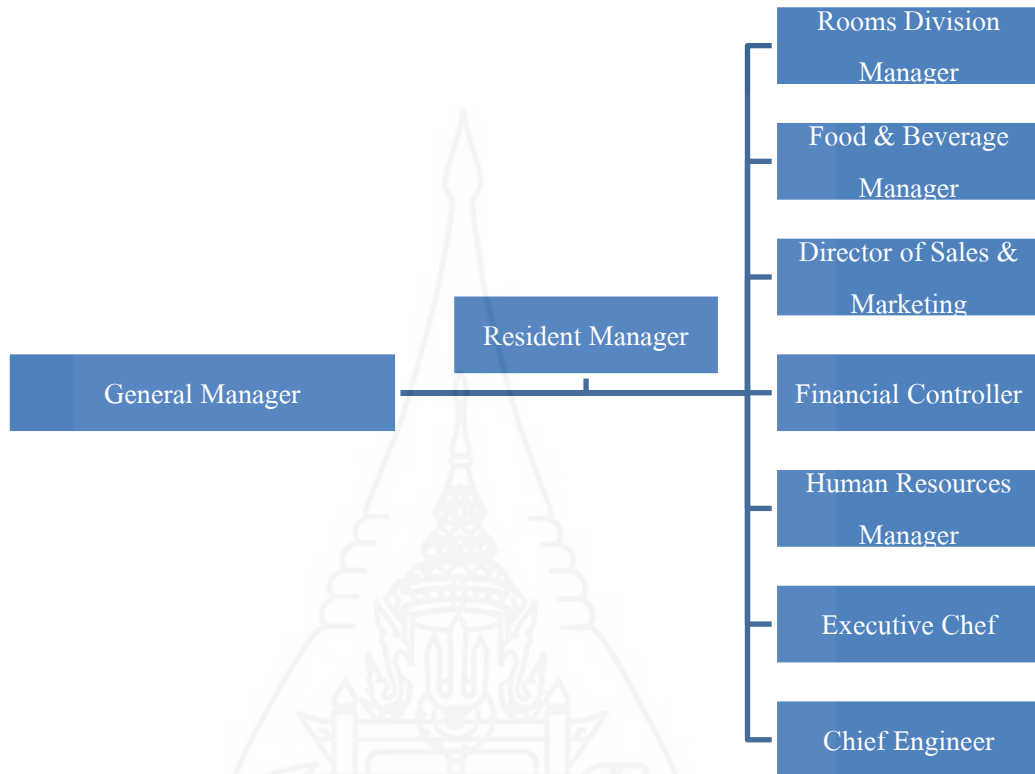 Rooms Division
Manager
Food & Beverage
Manager
Director of Sales &
Marketing
Resident Manager
General Manager
Financial Controller
Human Resources
Manager
Executive Chef
Chief Engineer